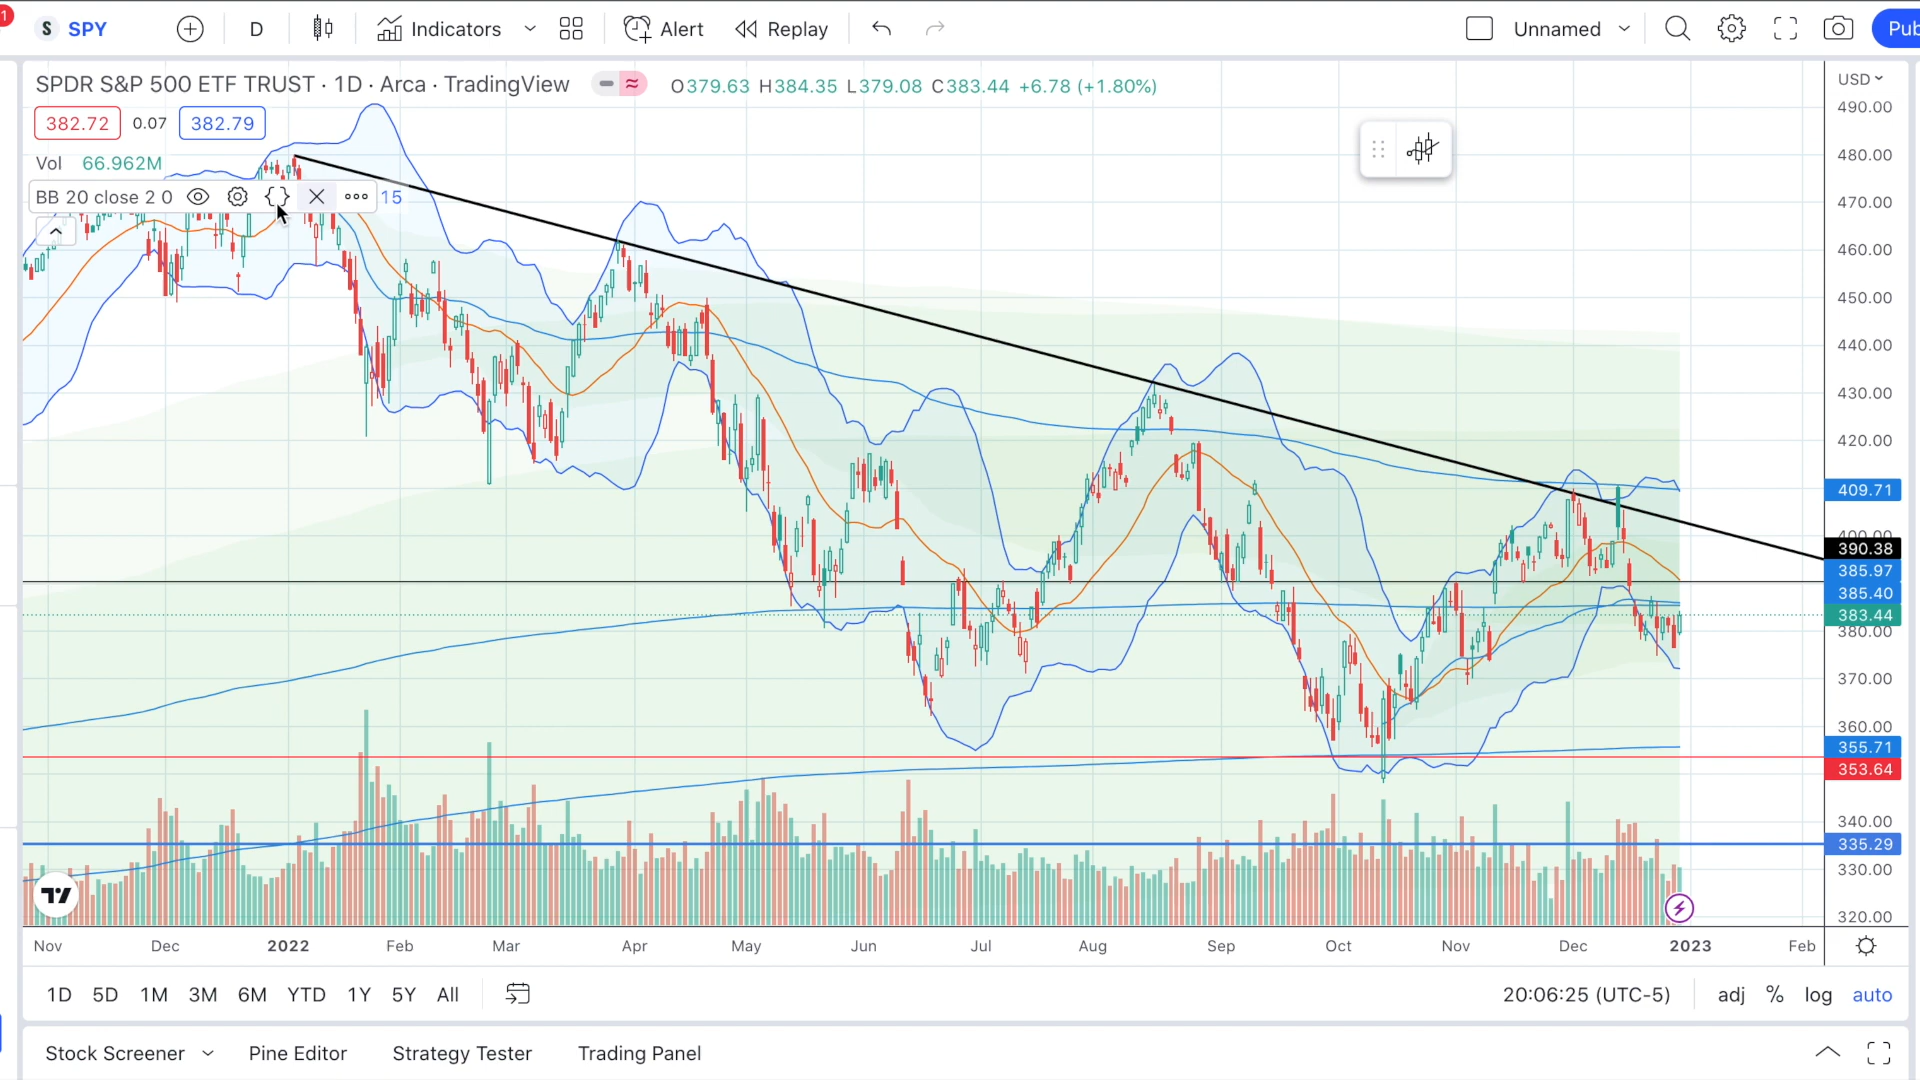 1
S SPY D Indicators Alert Replay Unnamed Pub
SPDR S&P 500 ETF TRUST · 1D · Arca · TradingView O379.63 H384.35 L379.08 C383.44 +6.78 (+1.80%)
USD
382.72 0.07 382.79
Vol 66.962M
BB 20 close 2 0 15
490.00
480.00
470.00
460.00
450.00
440.00
430.00
420.00
409.71
400.00
390.38
385.97
385.40
383.44
380.00
370.00
360.00
355.71
353.64
340.00
335.29
330.00
320.00
Nov Dec 2022 Feb Mar Apr May Jun Jul Aug Sep Oct Nov Dec 2023 Feb
1D 5D 1M 3M 6M YTD 1Y 5Y All 20:06:25 (UTC-5) adj % log auto
Stock Screener Pine Editor Strategy Tester Trading Panel